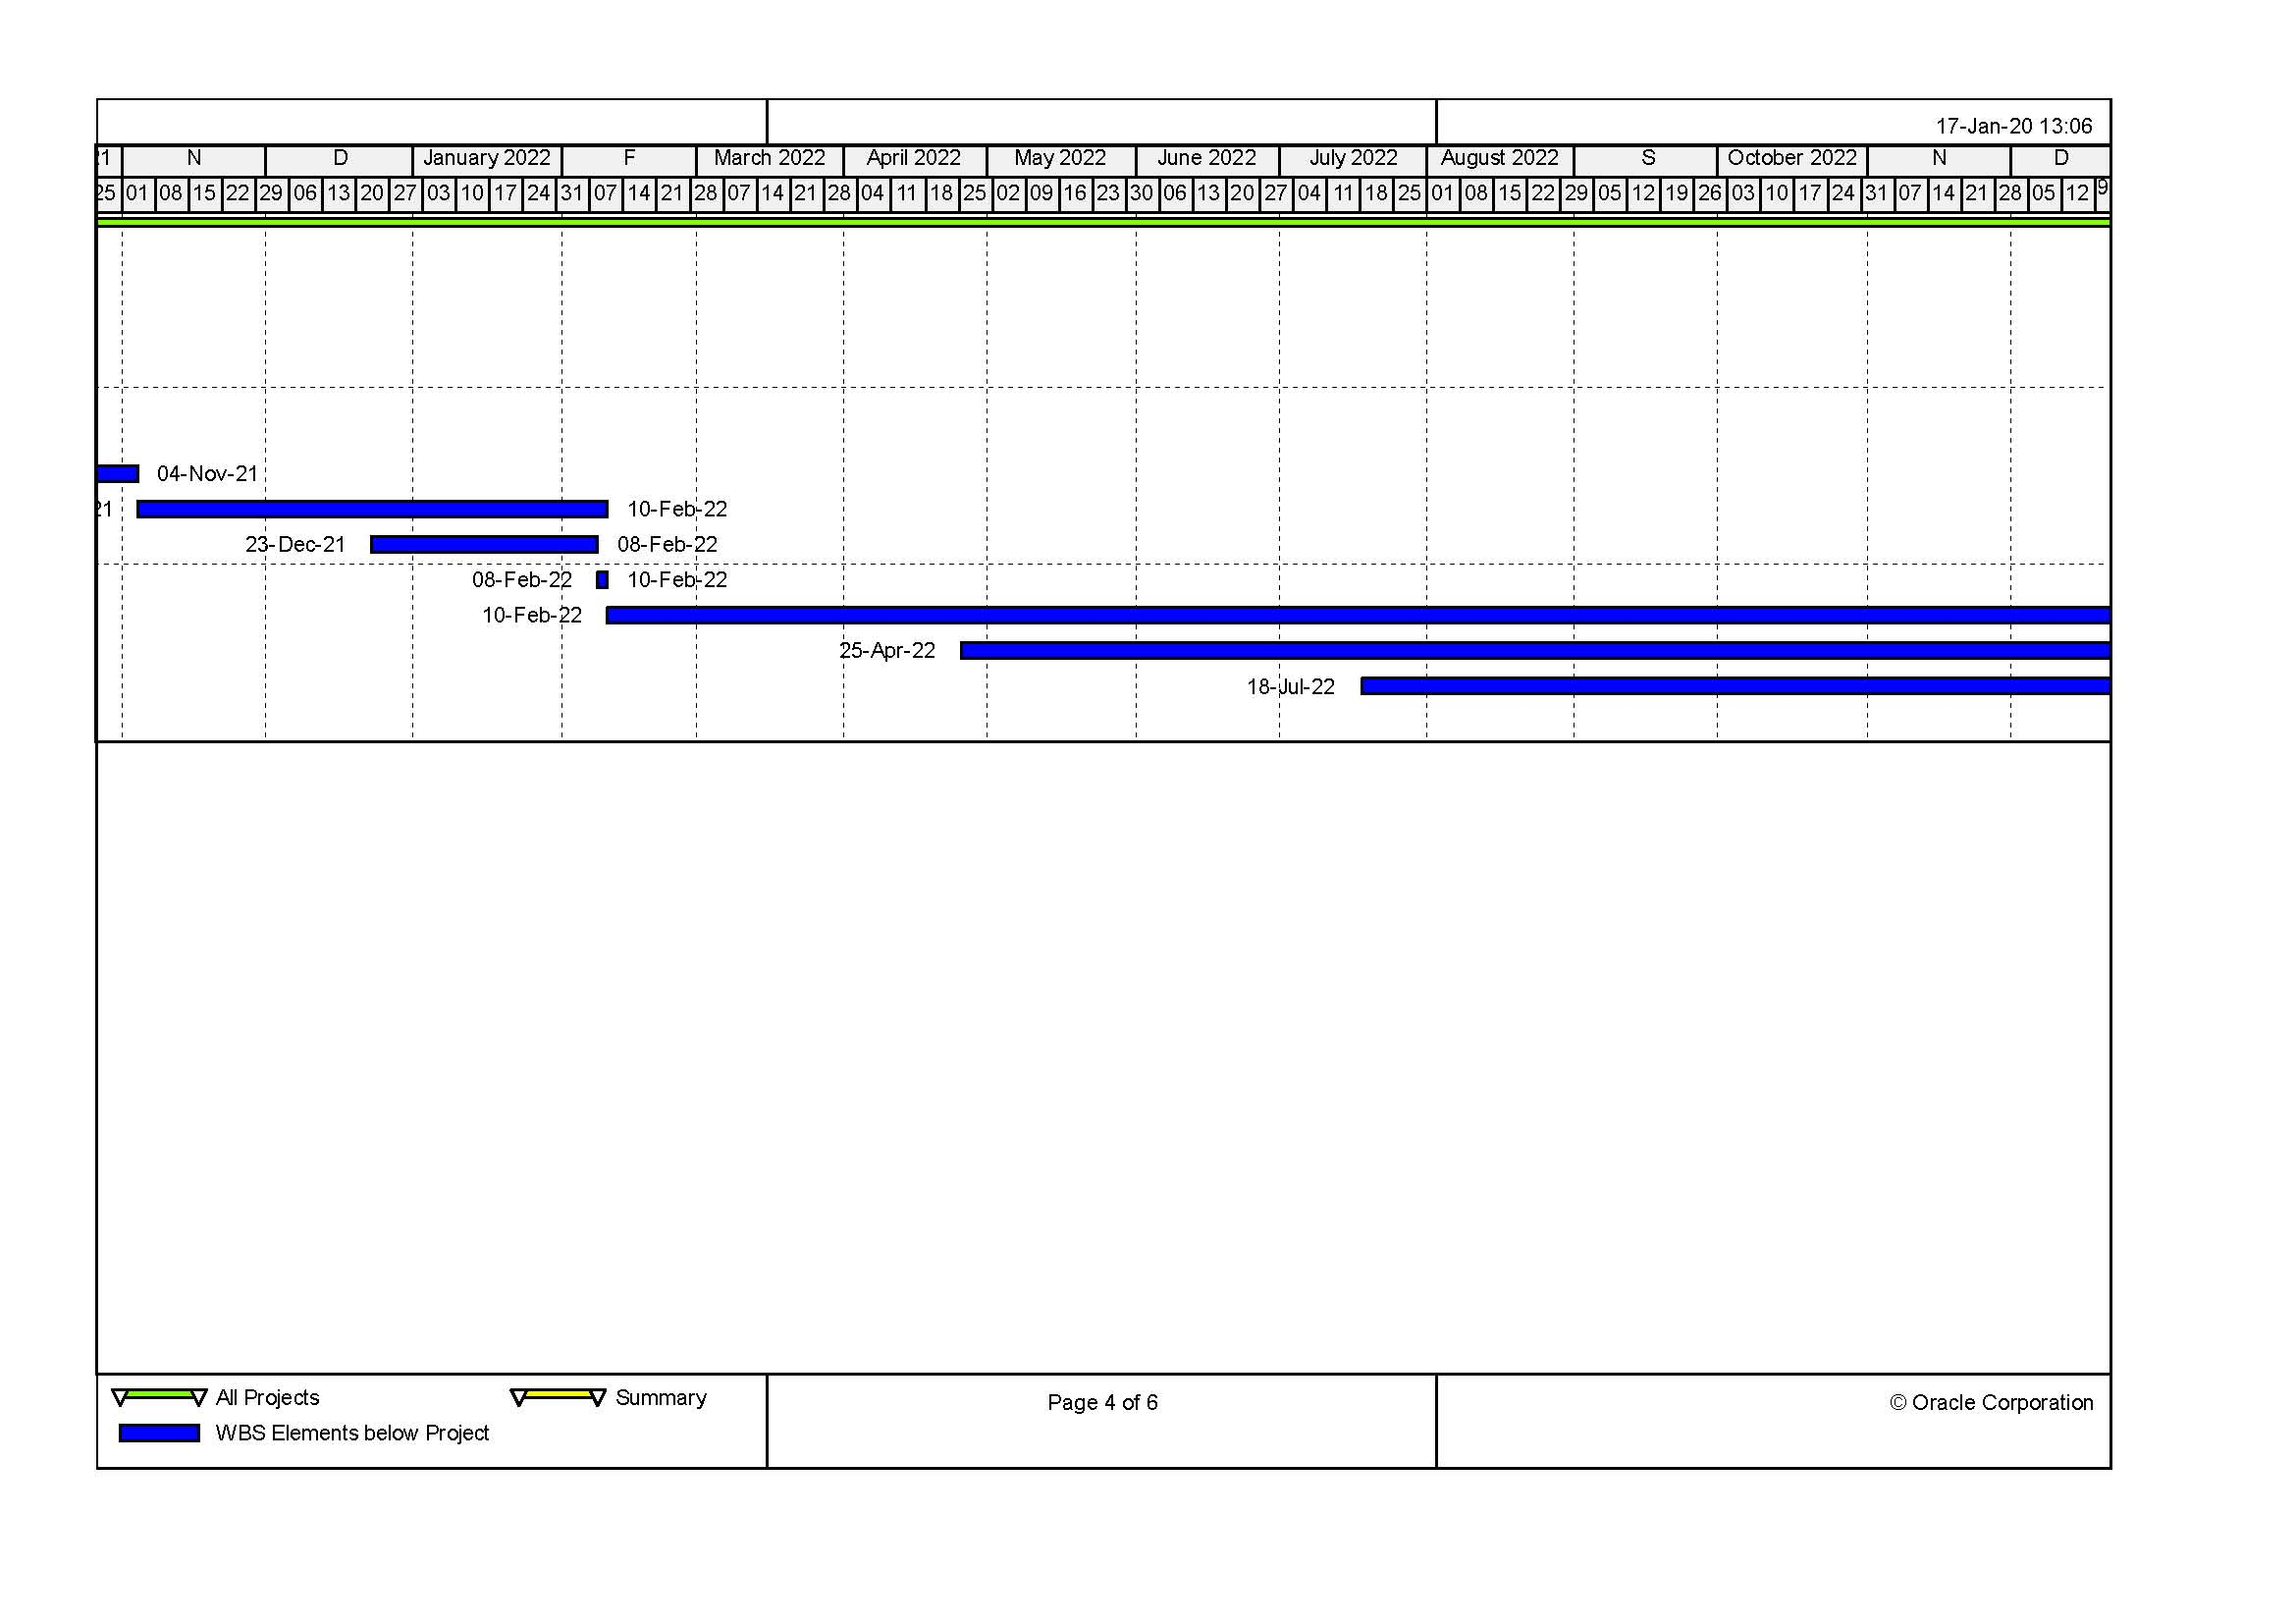 17-Jan-20 13:06
21 N D January 2022 F March 2022 April 2022 May 2022 June 2022 July 2022 August 2022 S October 2022 N D
25 01 08 15 22 29 06 13 20 27 03 10 17 24 31 07 14 21 28 07 14 21 28 04 11 18 25 02 09 16 23 30 06 13 20 27 04 11 18 25 01 08 15 22 29 05 12 19 26 03 10 17 24 31 07 14 21 28 05 12 9
04-Nov-21
21 10-Feb-22
23-Dec-21 08-Feb-22
08-Feb-22 10-Feb-22
10-Feb-22
25-Apr-22
18-Jul-22
All Projects Summary Page 4 of 6 © Oracle Corporation
WBS Elements below Project